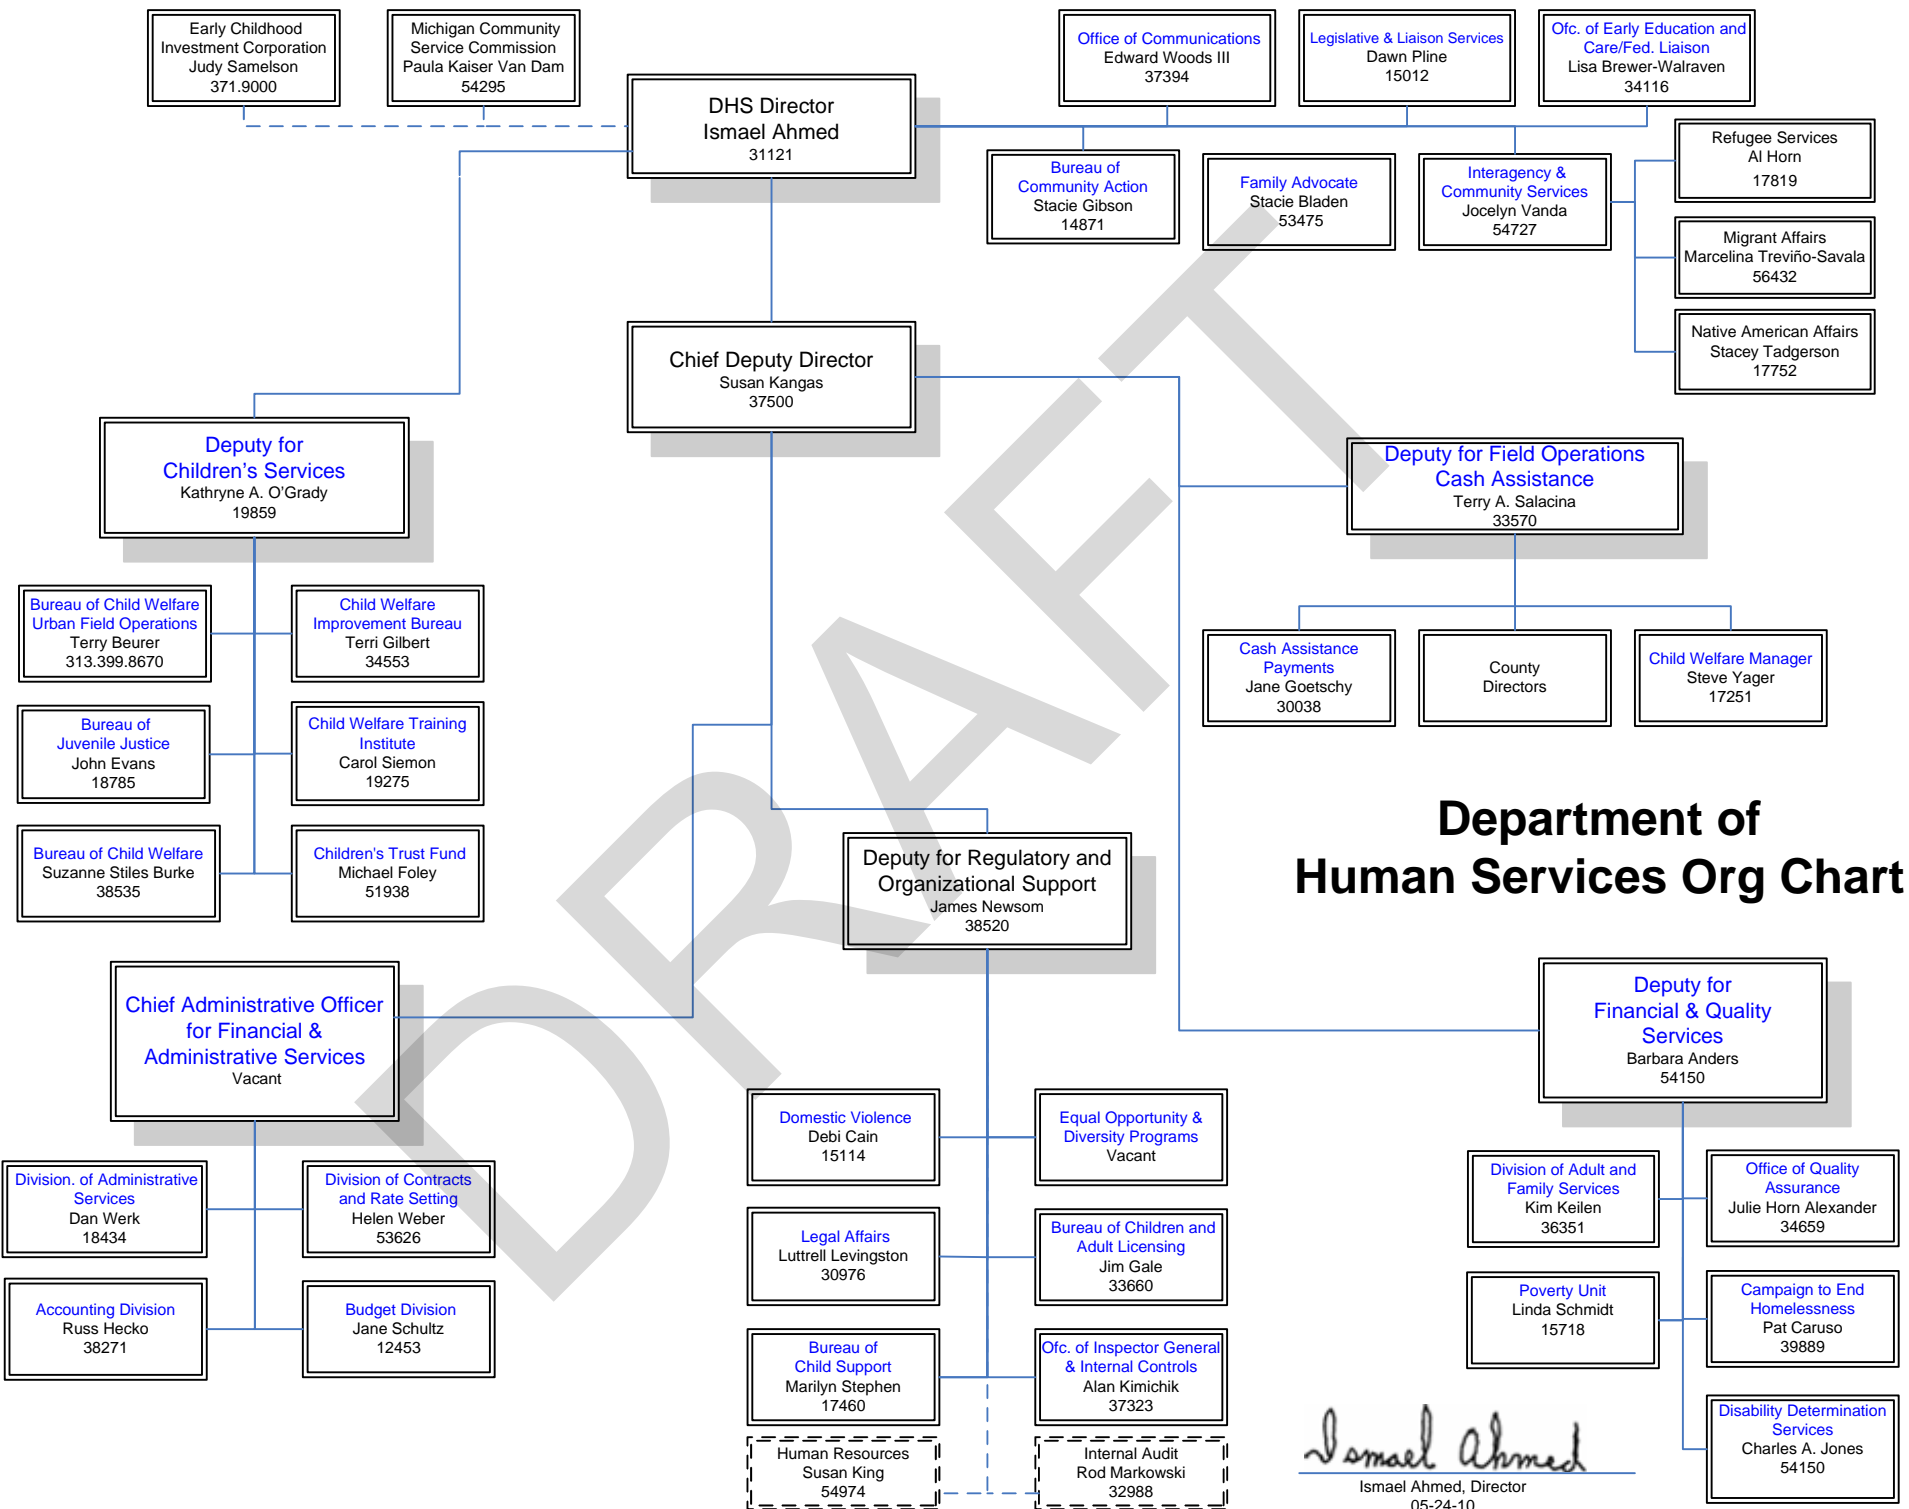 Early Childhood
Investment Corporation
Judy Samelson
371.9000
Michigan Community
Service Commission
Paula Kaiser Van Dam
54295
DHS Director
Ismael Ahmed
31121
Office of Communications
Edward Woods III
37394
Legislative & Liaison Services
Dawn Pline
15012
Ofc. of Early Education and
Care/Fed. Liaison
Lisa Brewer-Walraven
34116
Bureau of
Community Action
Stacie Gibson
14871
Family Advocate
Stacie Bladen
53475
Interagency &
Community Services
Jocelyn Vanda
54727
Refugee Services
Al Horn
17819
Migrant Affairs
Marcelina Treviño-Savala
56432
Native American Affairs
Stacey Tadgerson
17752
Chief Deputy Director
Susan Kangas
37500
Deputy for
Children's Services
Kathryne A. O'Grady
19859
Deputy for Field Operations
Cash Assistance
Terry A. Salacina
33570
Bureau of Child Welfare
Urban Field Operations
Terry Beurer
313.399.8670
Child Welfare
Improvement Bureau
Terri Gilbert
34553
Bureau of
Juvenile Justice
John Evans
18785
Child Welfare Training
Institute
Carol Siemon
19275
Bureau of Child Welfare
Suzanne Stiles Burke
38535
Children's Trust Fund
Michael Foley
51938
Cash Assistance
Payments
Jane Goetschy
30038
County
Directors
Child Welfare Manager
Steve Yager
17251
Department of
Human Services Org Chart
Deputy for Regulatory and
Organizational Support
James Newsom
38520
Chief Administrative Officer
for Financial &
Administrative Services
Vacant
Deputy for
Financial & Quality
Services
Barbara Anders
54150
Division. of Administrative
Services
Dan Werk
18434
Division of Contracts
and Rate Setting
Helen Weber
53626
Accounting Division
Russ Hecko
38271
Budget Division
Jane Schultz
12453
Domestic Violence
Debi Cain
15114
Equal Opportunity &
Diversity Programs
Vacant
Legal Affairs
Luttrell Levingston
30976
Bureau of Children and
Adult Licensing
Jim Gale
33660
Bureau of
Child Support
Marilyn Stephen
17460
Ofc. of Inspector General
& Internal Controls
Alan Kimichik
37323
Human Resources
Susan King
54974
Internal Audit
Rod Markowski
32988
Division of Adult and
Family Services
Kim Keilen
36351
Office of Quality
Assurance
Julie Horn Alexander
34659
Poverty Unit
Linda Schmidt
15718
Campaign to End
Homelessness
Pat Caruso
39889
Disability Determination
Services
Charles A. Jones
54150
Ismael Ahmed
Ismael Ahmed, Director
05-24-10
DRAFT